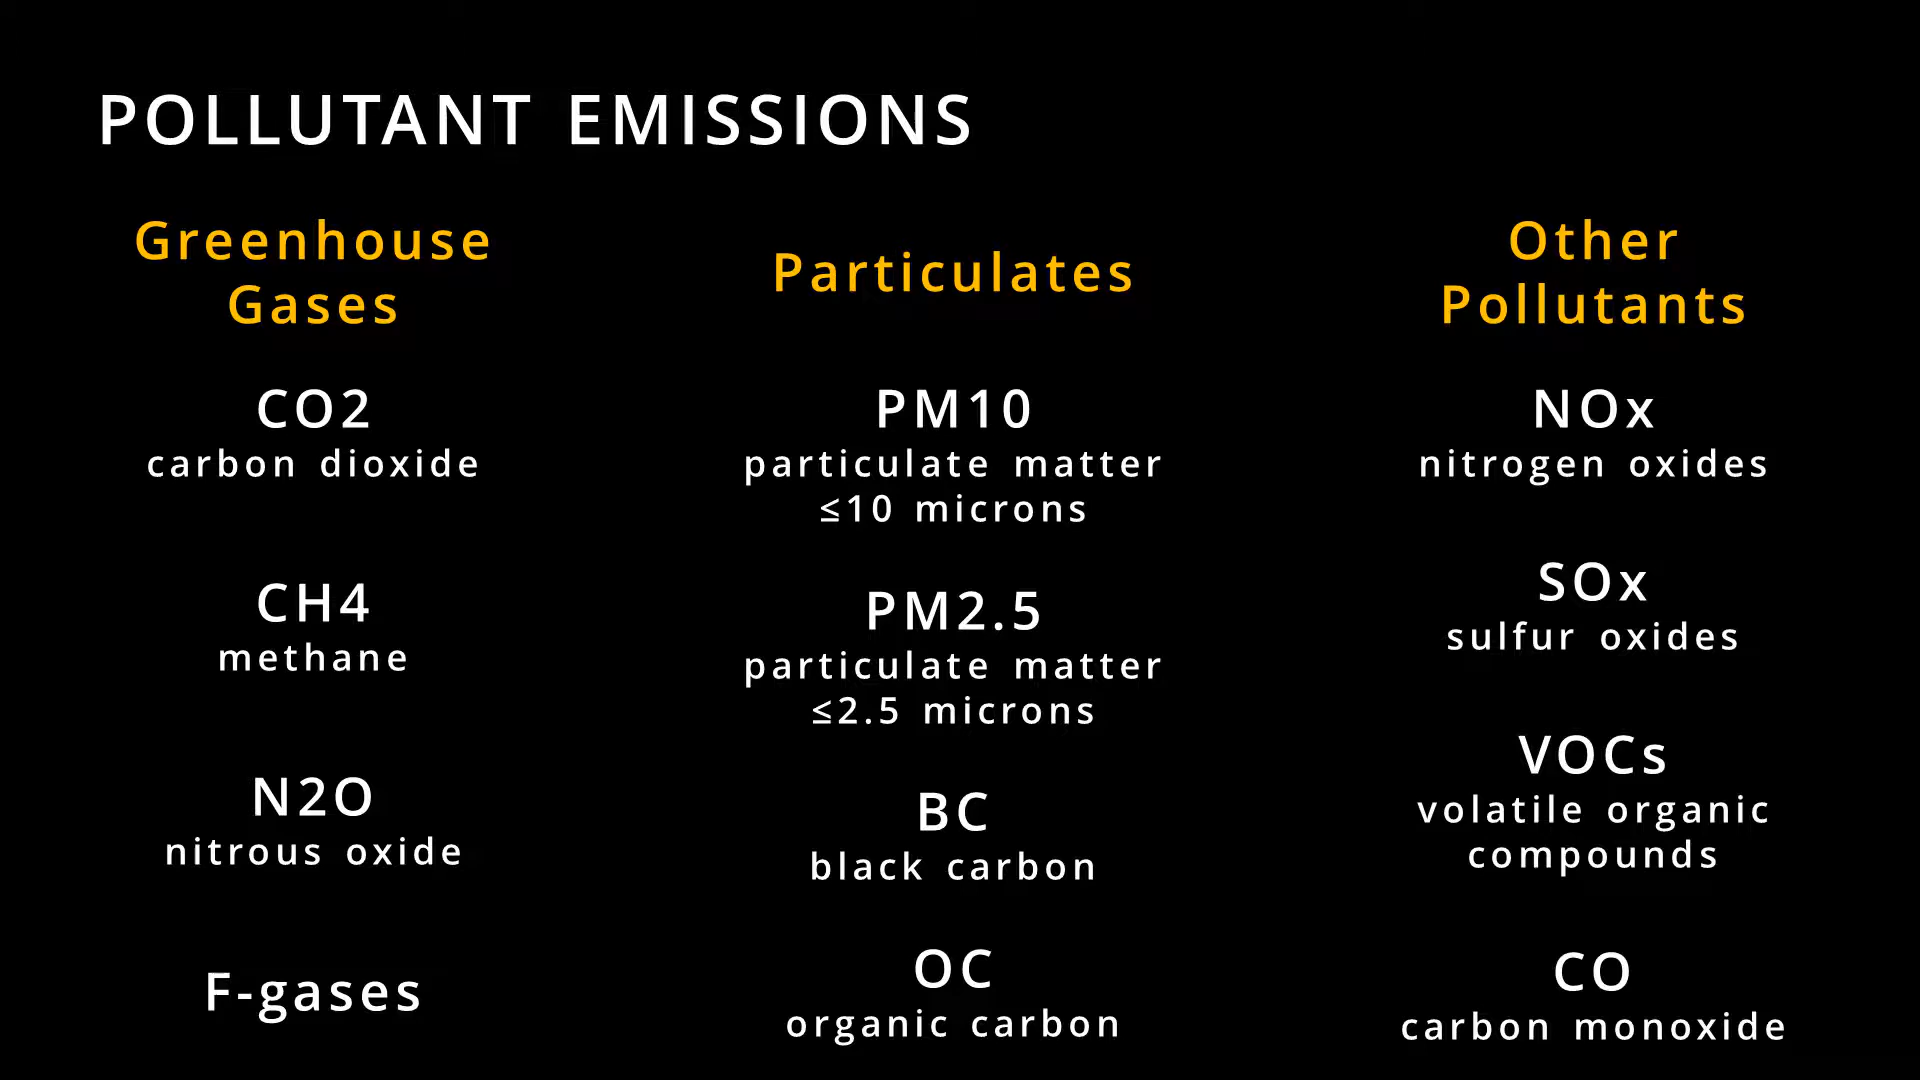 POLLUTANT EMISSIONS
Greenhouse
Gases
CO2
carbon dioxide
CH4
methane
N2O
nitrous oxide
F-gases
Particulates
PM10
particulate matter
≤10 microns
PM2.5
particulate matter
≤2.5 microns
BC
black carbon
OC
organic carbon
Other
Pollutants
NOx
nitrogen oxides
SOx
sulfur oxides
VOCs
volatile organic
compounds
CO
carbon monoxide